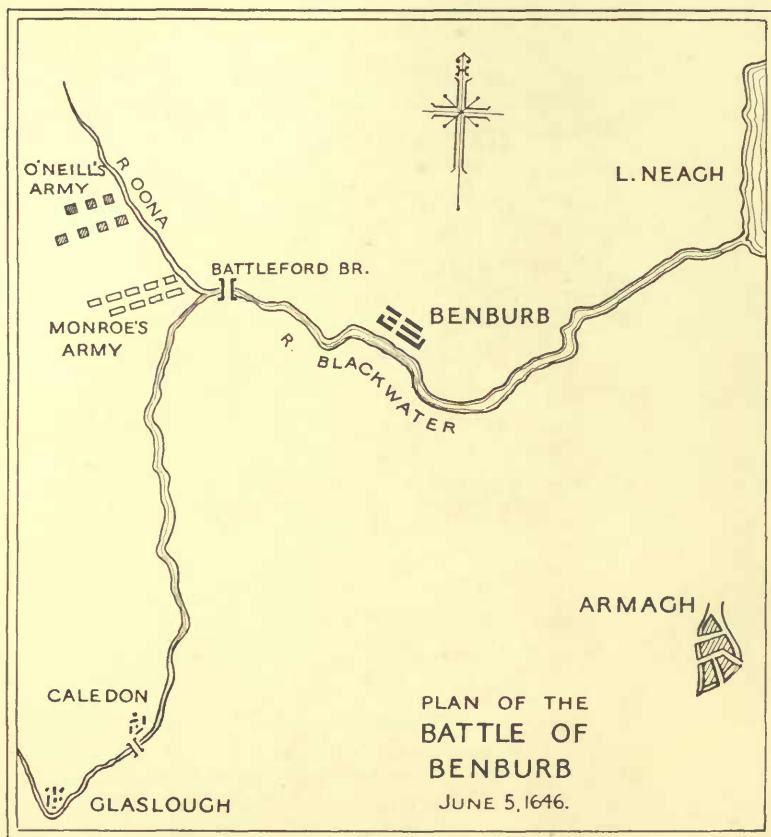 L. NEAGH
O'NEILL'S
ARMY
R OONA
BATTLEFORD BR.
MONROE'S
ARMY
BENBURB
R. BLACKWATER
ARMAGH
CALEDON
GLASLOUGH
PLAN OF THE
BATTLE OF
BENBURB
JUNE 5, 1646.